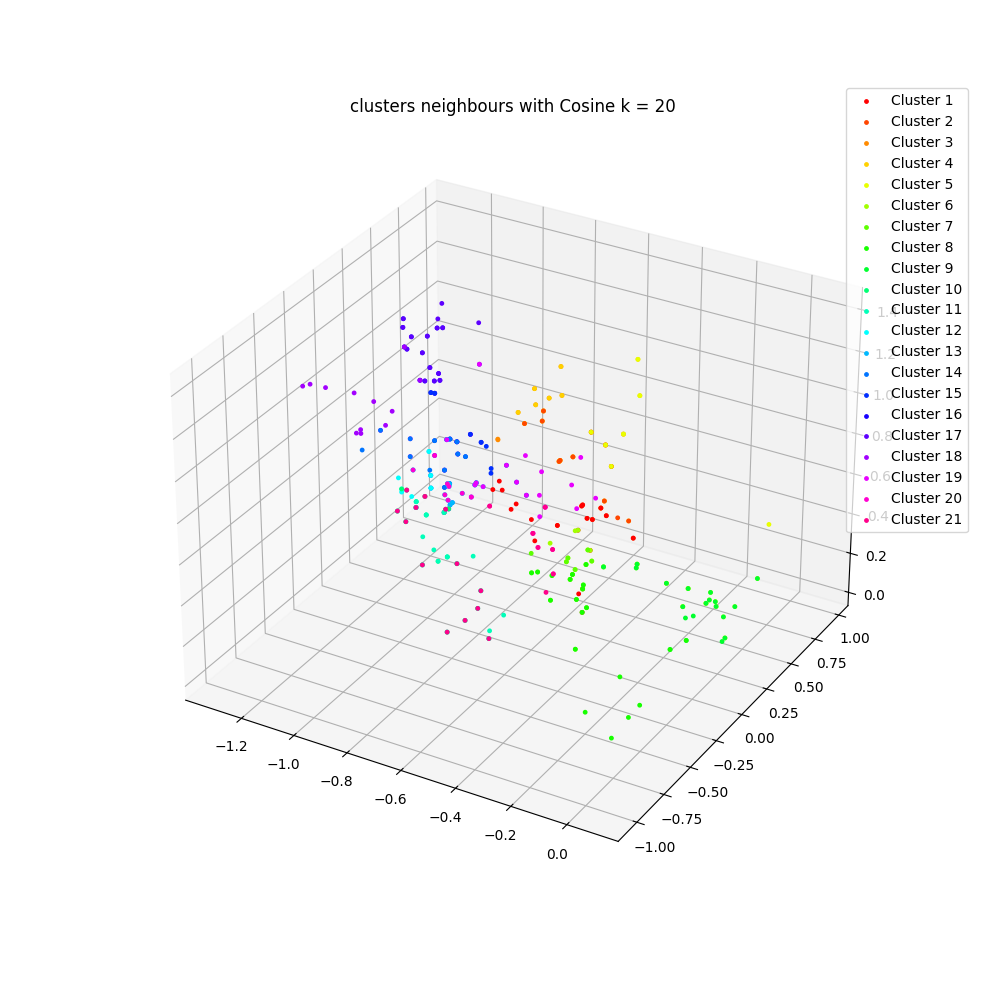 clusters neighbours with Cosine k = 20
Cluster 1
Cluster 2
Cluster 3
Cluster 4
Cluster 5
Cluster 6
Cluster 7
Cluster 8
Cluster 9
Cluster 10
Cluster 11
Cluster 12
Cluster 13
Cluster 14
Cluster 15
Cluster 16
Cluster 17
Cluster 18
Cluster 19
Cluster 20
Cluster 21
1.4
1.2
1.0
0.8
0.6
0.4
0.2
0.0
1.00
0.75
0.50
0.25
0.00
−0.25
−0.50
−0.75
−1.00
−1.2
−1.0
−0.8
−0.6
−0.4
−0.2
0.0